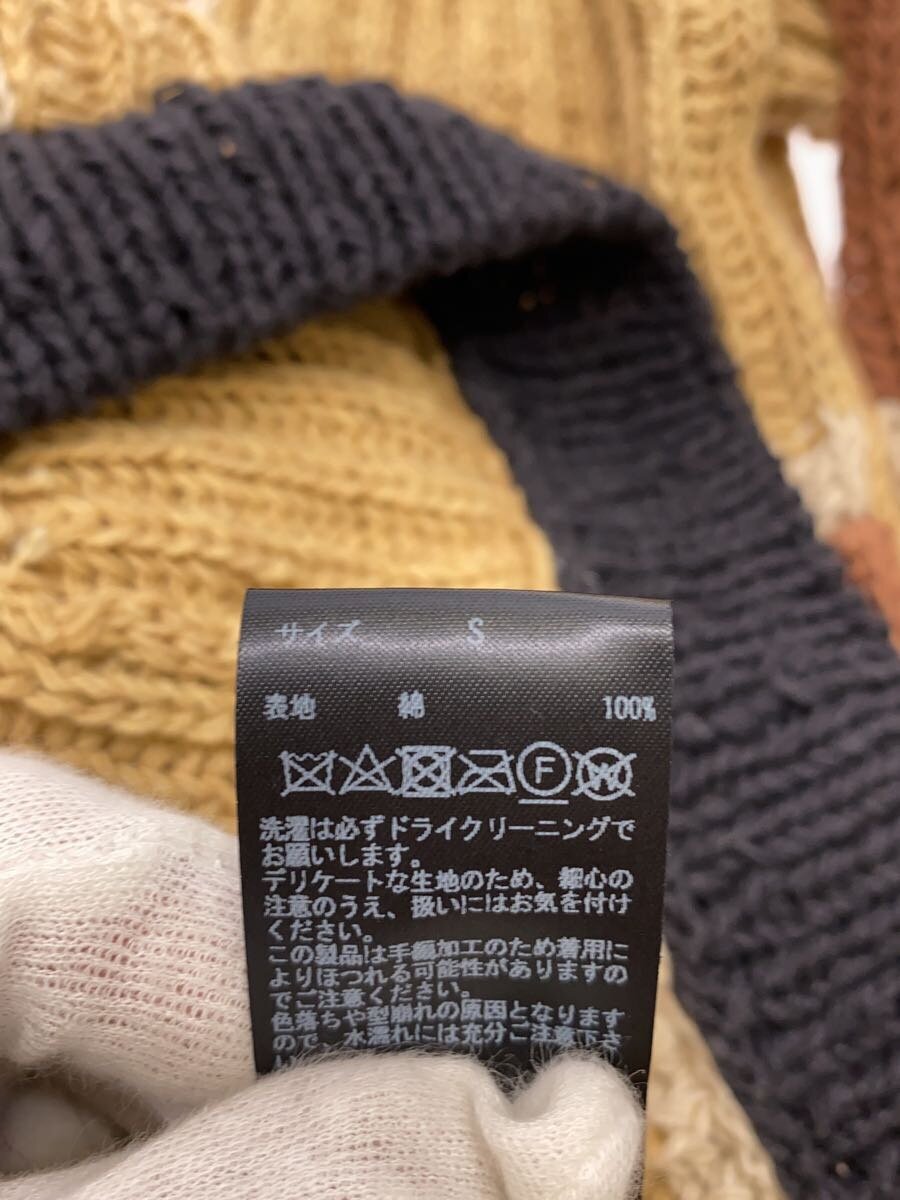 サイズ S
表地 綿 100%
F W
洗濯は必ずドライクリーニングで
お願いします。
デリケートな生地のため、細心の
注意のうえ、扱いにはお気を付け
ください。
この製品は手編加工のため着用に
よりほつれる可能性がありますの
でご注意ください。
色落ちや型崩れの原因となります
ので、水濡れには充分ご注意下さ